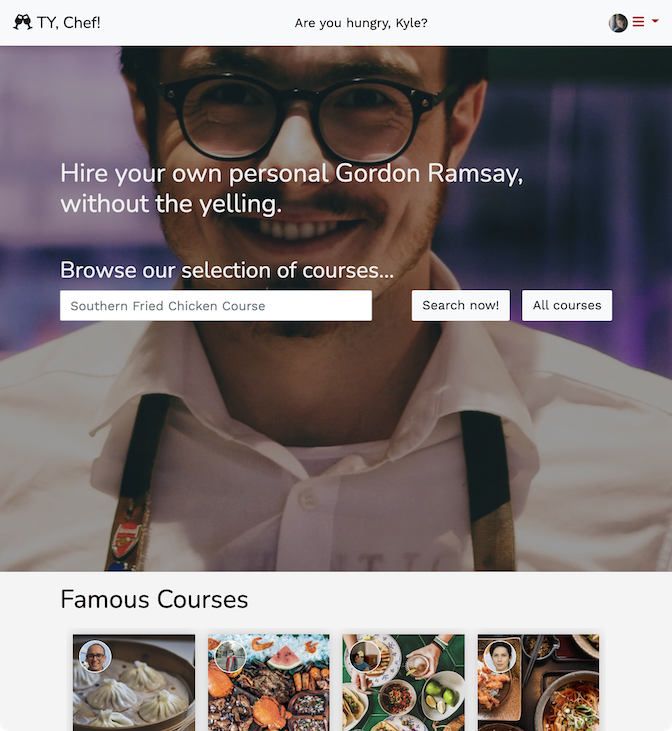 TY, Chef!
Are you hungry, Kyle?
Hire your own personal Gordon Ramsay,
without the yelling.
Browse our selection of courses...
Southern Fried Chicken Course
Search now!
All courses
Famous Courses